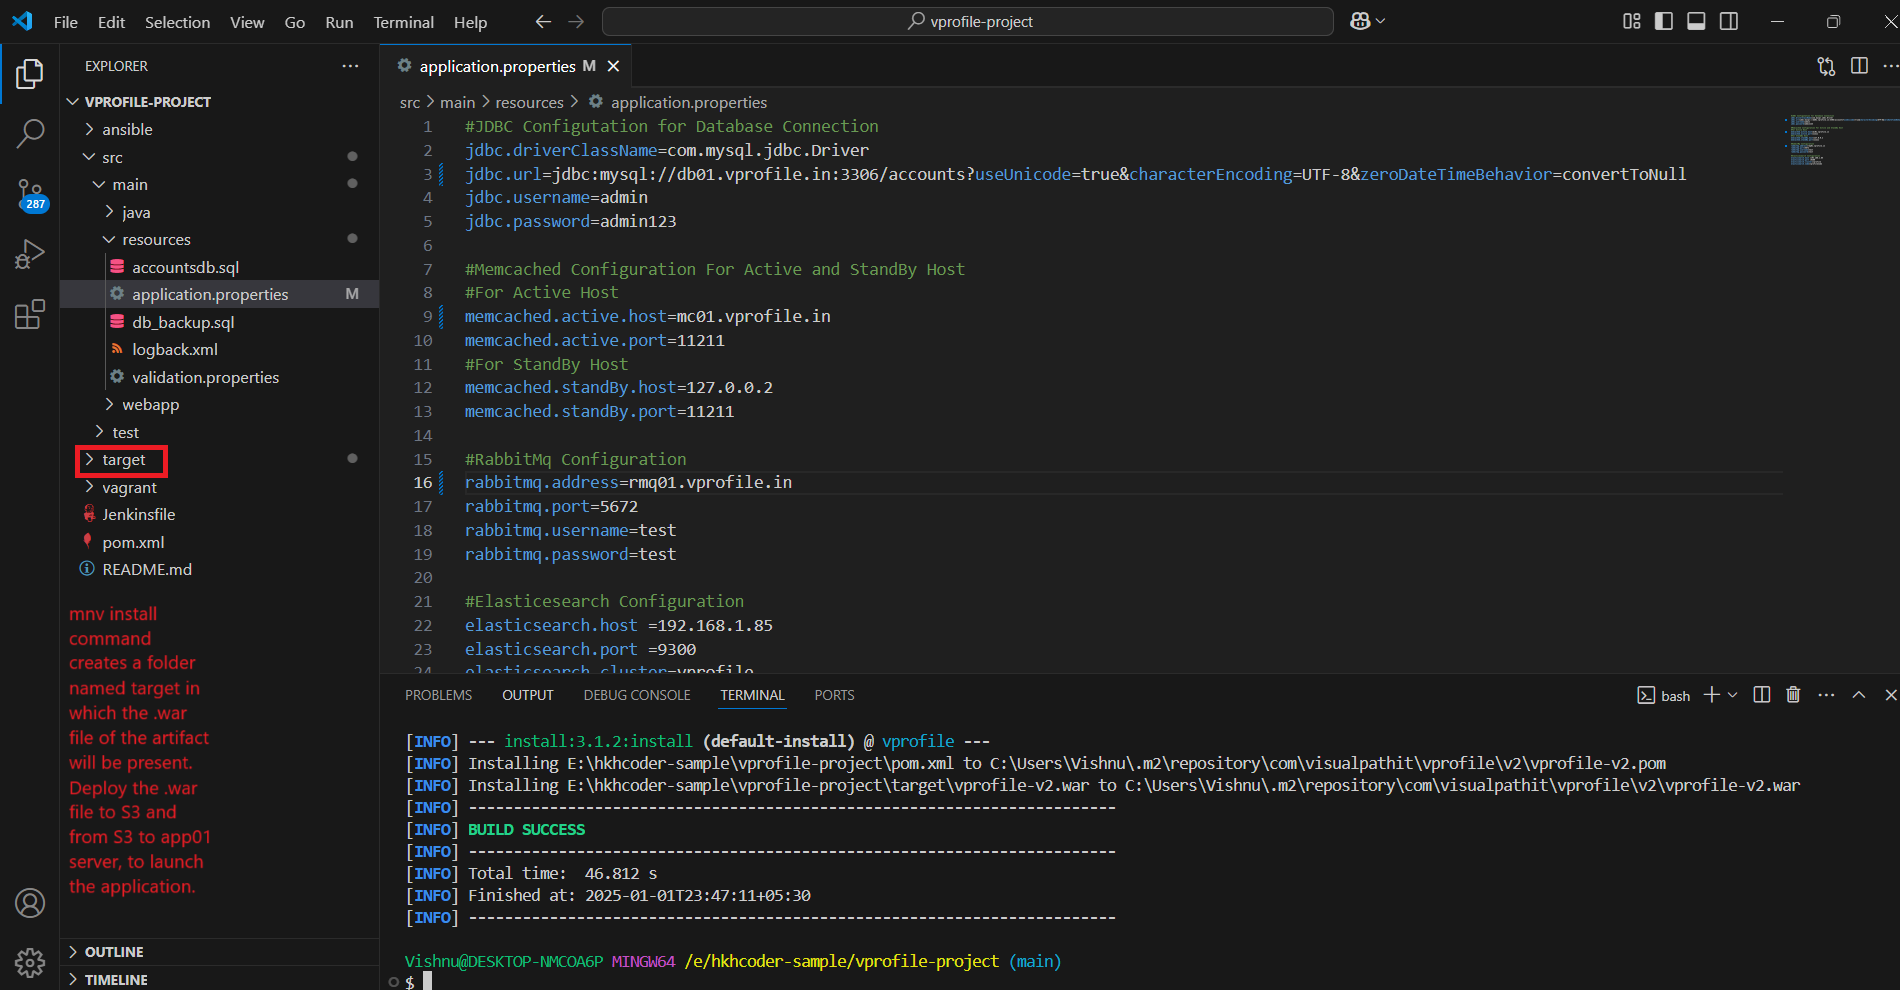 File Edit Selection View Go Run Terminal Help
vprofile-project
EXPLORER
VPROFILE-PROJECT
ansible
src
main
java
resources
accountsdb.sql
application.properties M
db_backup.sql
logback.xml
validation.properties
webapp
test
target
vagrant
Jenkinsfile
pom.xml
README.md
287
mnv install
command
creates a folder
named target in
which the .war
file of the artifact
will be present.
Deploy the .war
file to S3 and
from S3 to app01
server, to launch
the application.
OUTLINE
TIMELINE
application.properties M
src > main > resources > application.properties
1 #JDBC Configutation for Database Connection
2 jdbc.driverClassName=com.mysql.jdbc.Driver
3 jdbc.url=jdbc:mysql://db01.vprofile.in:3306/accounts?useUnicode=true&characterEncoding=UTF-8&zeroDateTimeBehavior=convertToNull
4 jdbc.username=admin
5 jdbc.password=admin123
6
7 #Memcached Configuration For Active and StandBy Host
8 #For Active Host
9 memcached.active.host=mc01.vprofile.in
10 memcached.active.port=11211
11 #For StandBy Host
12 memcached.standBy.host=127.0.0.2
13 memcached.standBy.port=11211
14
15 #RabbitMq Configuration
16 rabbitmq.address=rmq01.vprofile.in
17 rabbitmq.port=5672
18 rabbitmq.username=test
19 rabbitmq.password=test
20
21 #Elasticesearch Configuration
22 elasticsearch.host =192.168.1.85
23 elasticsearch.port =9300
24 elasticsearch.cluster=vprofile
PROBLEMS OUTPUT DEBUG CONSOLE TERMINAL PORTS
bash
[INFO] --- install:3.1.2:install (default-install) @ vprofile ---
[INFO] Installing E:\hkhcoder-sample\vprofile-project\pom.xml to C:\Users\Vishnu\.m2\repository\com\visualpathit\vprofile\v2\vprofile-v2.pom
[INFO] Installing E:\hkhcoder-sample\vprofile-project\target\vprofile-v2.war to C:\Users\Vishnu\.m2\repository\com\visualpathit\vprofile\v2\vprofile-v2.war
[INFO] ------------------------------------------------------------------------
[INFO] BUILD SUCCESS
[INFO] ------------------------------------------------------------------------
[INFO] Total time:  46.812 s
[INFO] Finished at: 2025-01-01T23:47:11+05:30
[INFO] ------------------------------------------------------------------------
Vishnu@DESKTOP-NMCOA6P MINGW64 /e/hkhcoder-sample/vprofile-project (main)
$